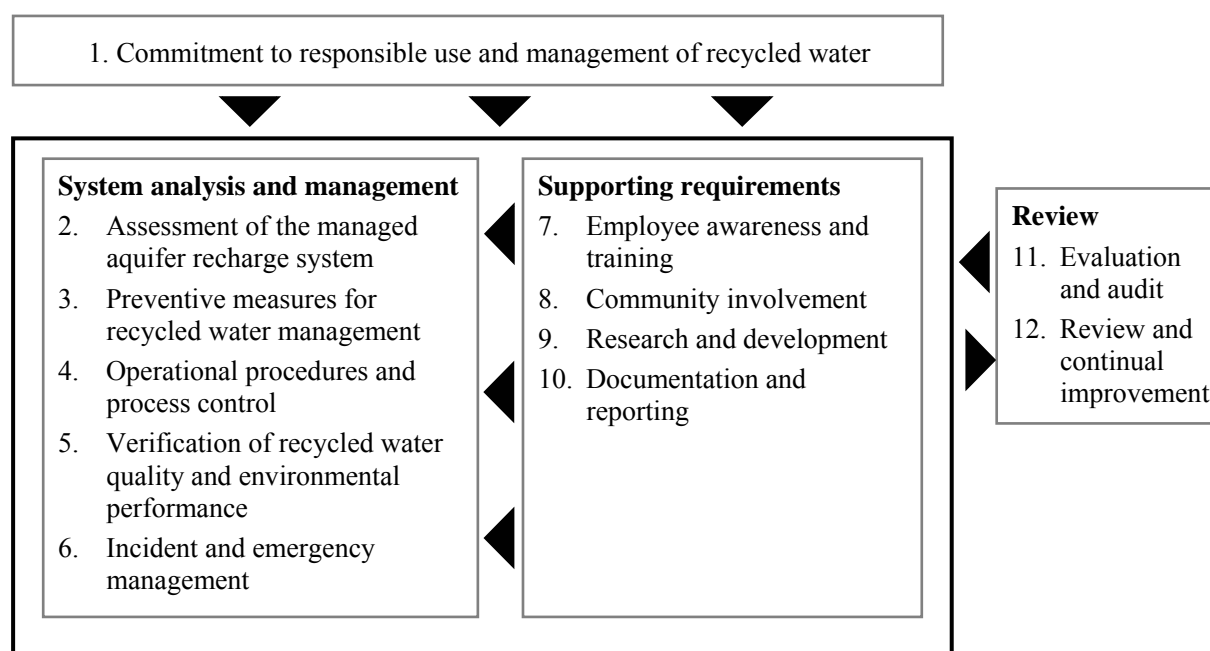 1. Commitment to responsible use and management of recycled water
System analysis and management
2. Assessment of the managed
aquifer recharge system
3. Preventive measures for
recycled water management
4. Operational procedures and
process control
5. Verification of recycled water
quality and environmental
performance
6. Incident and emergency
management
Supporting requirements
7. Employee awareness and
training
8. Community involvement
9. Research and development
10. Documentation and
reporting
Review
11. Evaluation
and audit
12. Review and
continual
improvement